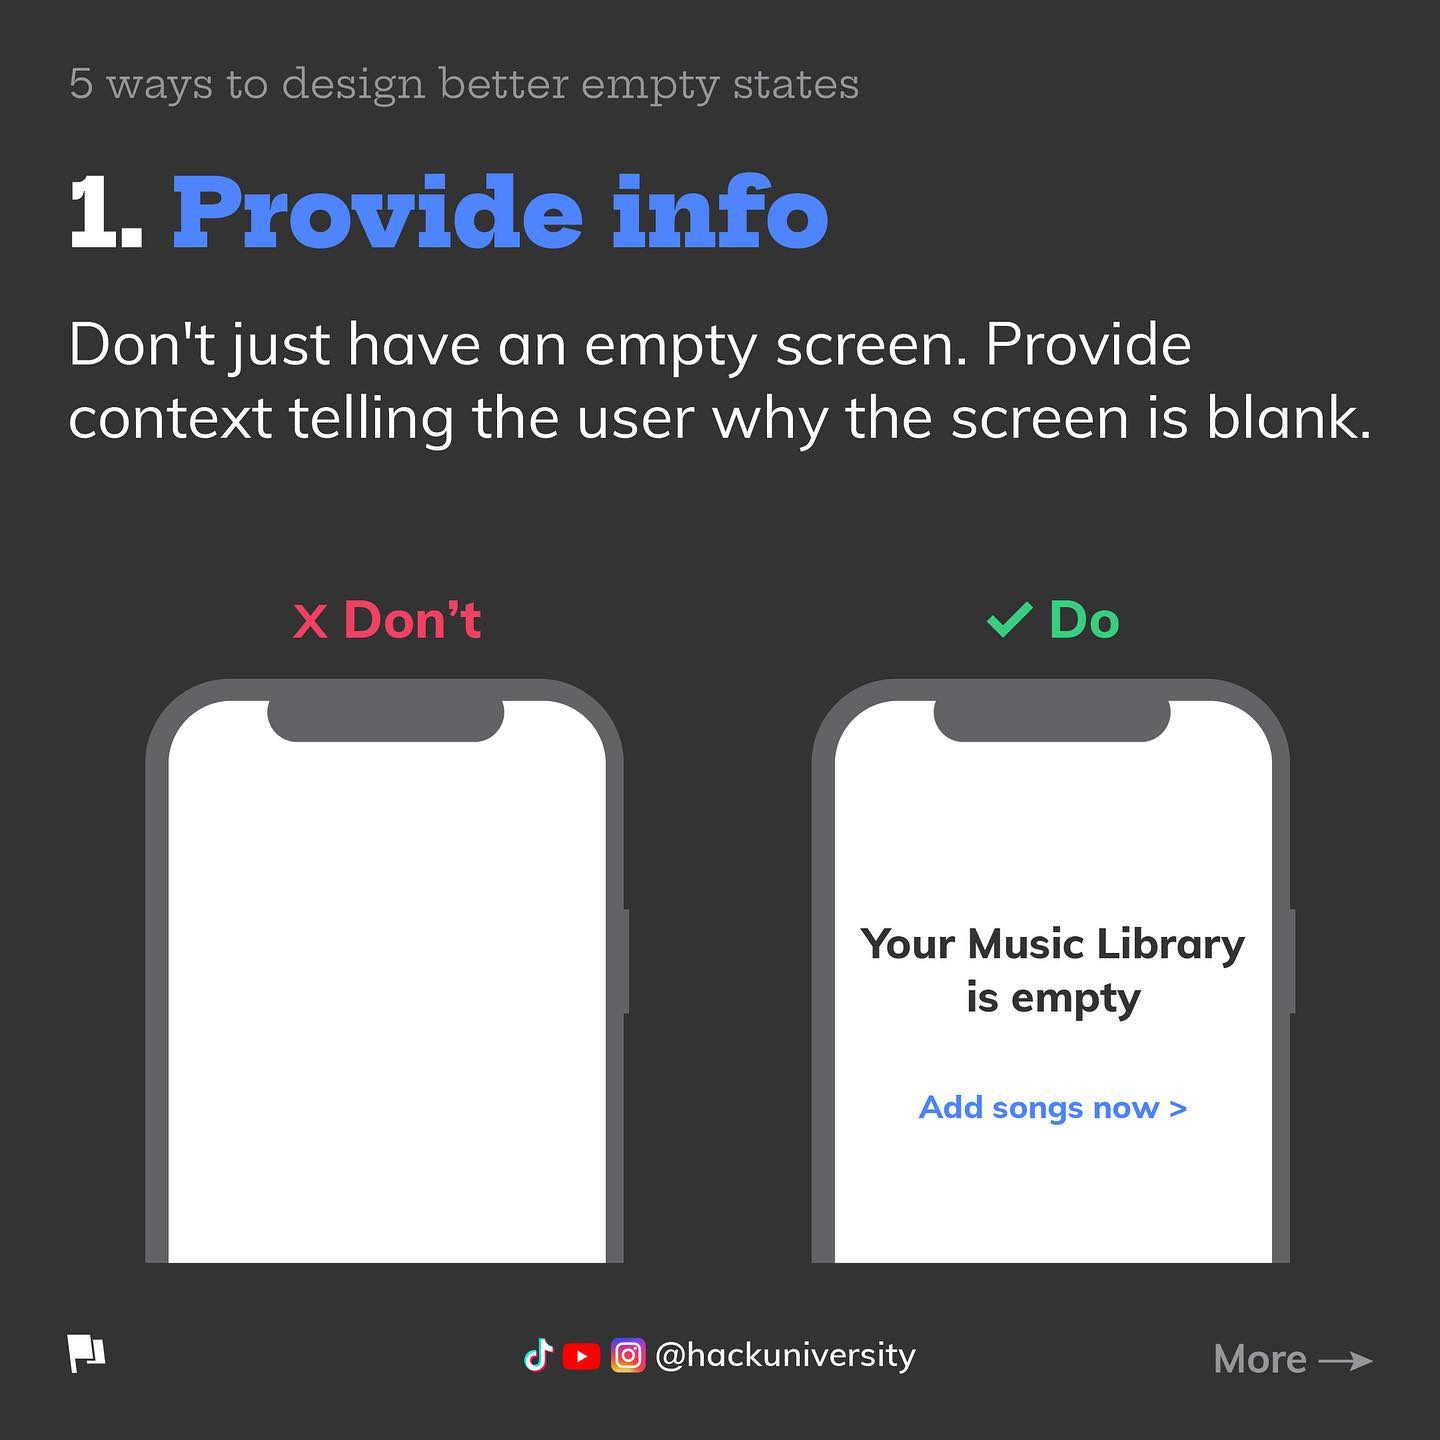 5 ways to design better empty states
1. Provide info
Don't just have an empty screen. Provide
context telling the user why the screen is blank.
x Don’t
✓ Do
Your Music Library
is empty
Add songs now >
@hackuniversity
More →